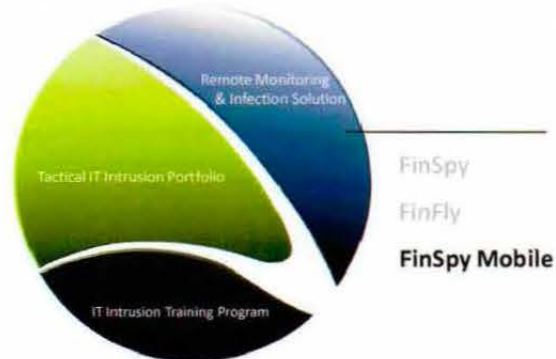 Remote Monitoring
& Infection Solution
Tactical IT Intrusion Portfolio
FinSpy
FinFly
FinSpy Mobile
IT Intrusion Training Program